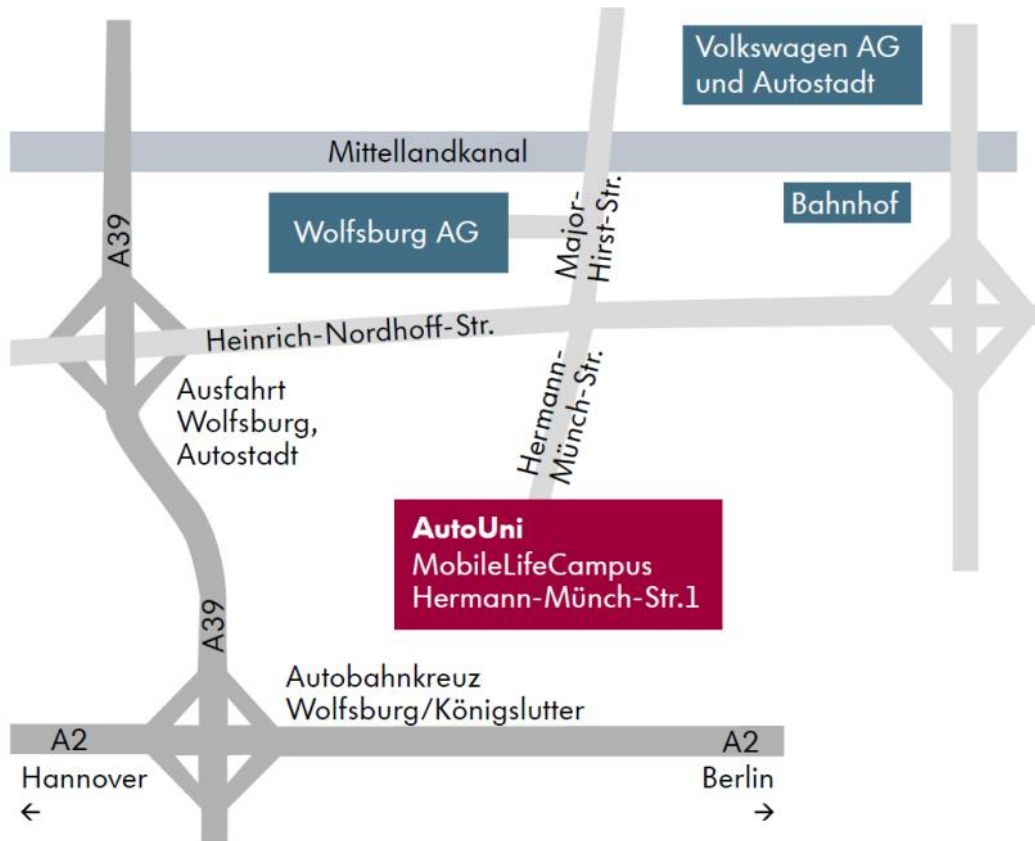 Volkswagen AG
und Autostadt
Mittellandkanal
Bahnhof
Wolfsburg AG
Major-
Hirst-Str.
A39
Heinrich-Nordhoff-Str.
Ausfahrt
Wolfsburg,
Autostadt
Hermann-
Münch-Str.
AutoUni
MobileLifeCampus
Hermann-Münch-Str.1
A39
Autobahnkreuz
Wolfsburg/Königslutter
A2
A2
Hannover
←
Berlin
→